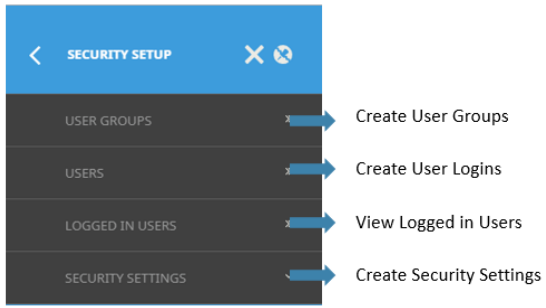 SECURITY SETUP
USER GROUPS Create User Groups
USERS Create User Logins
LOGGED IN USERS View Logged in Users
SECURITY SETTINGS Create Security Settings